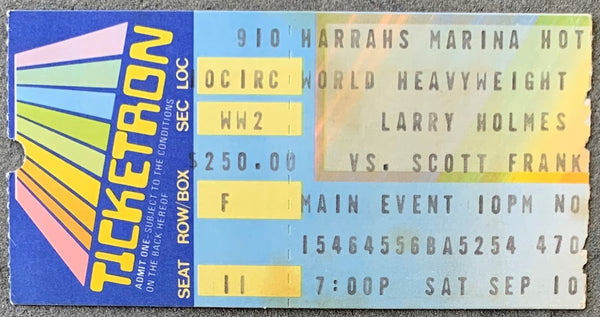 TICKETRON
ADMIT ONE-SUBJECT TO THE CONDITIONS
ON THE BACK HEREOF
SEAT ROW/BOX SEC LOC
910 HARRAHS MARINA HOT
OCIRC WORLD HEAVYWEIGHT
WW2 LARRY HOLMES
$250.00 VS. SCOTT FRANK
F MAIN EVENT 10PM NO
15464556BA5254 470
11 7:00P SAT SEP 10